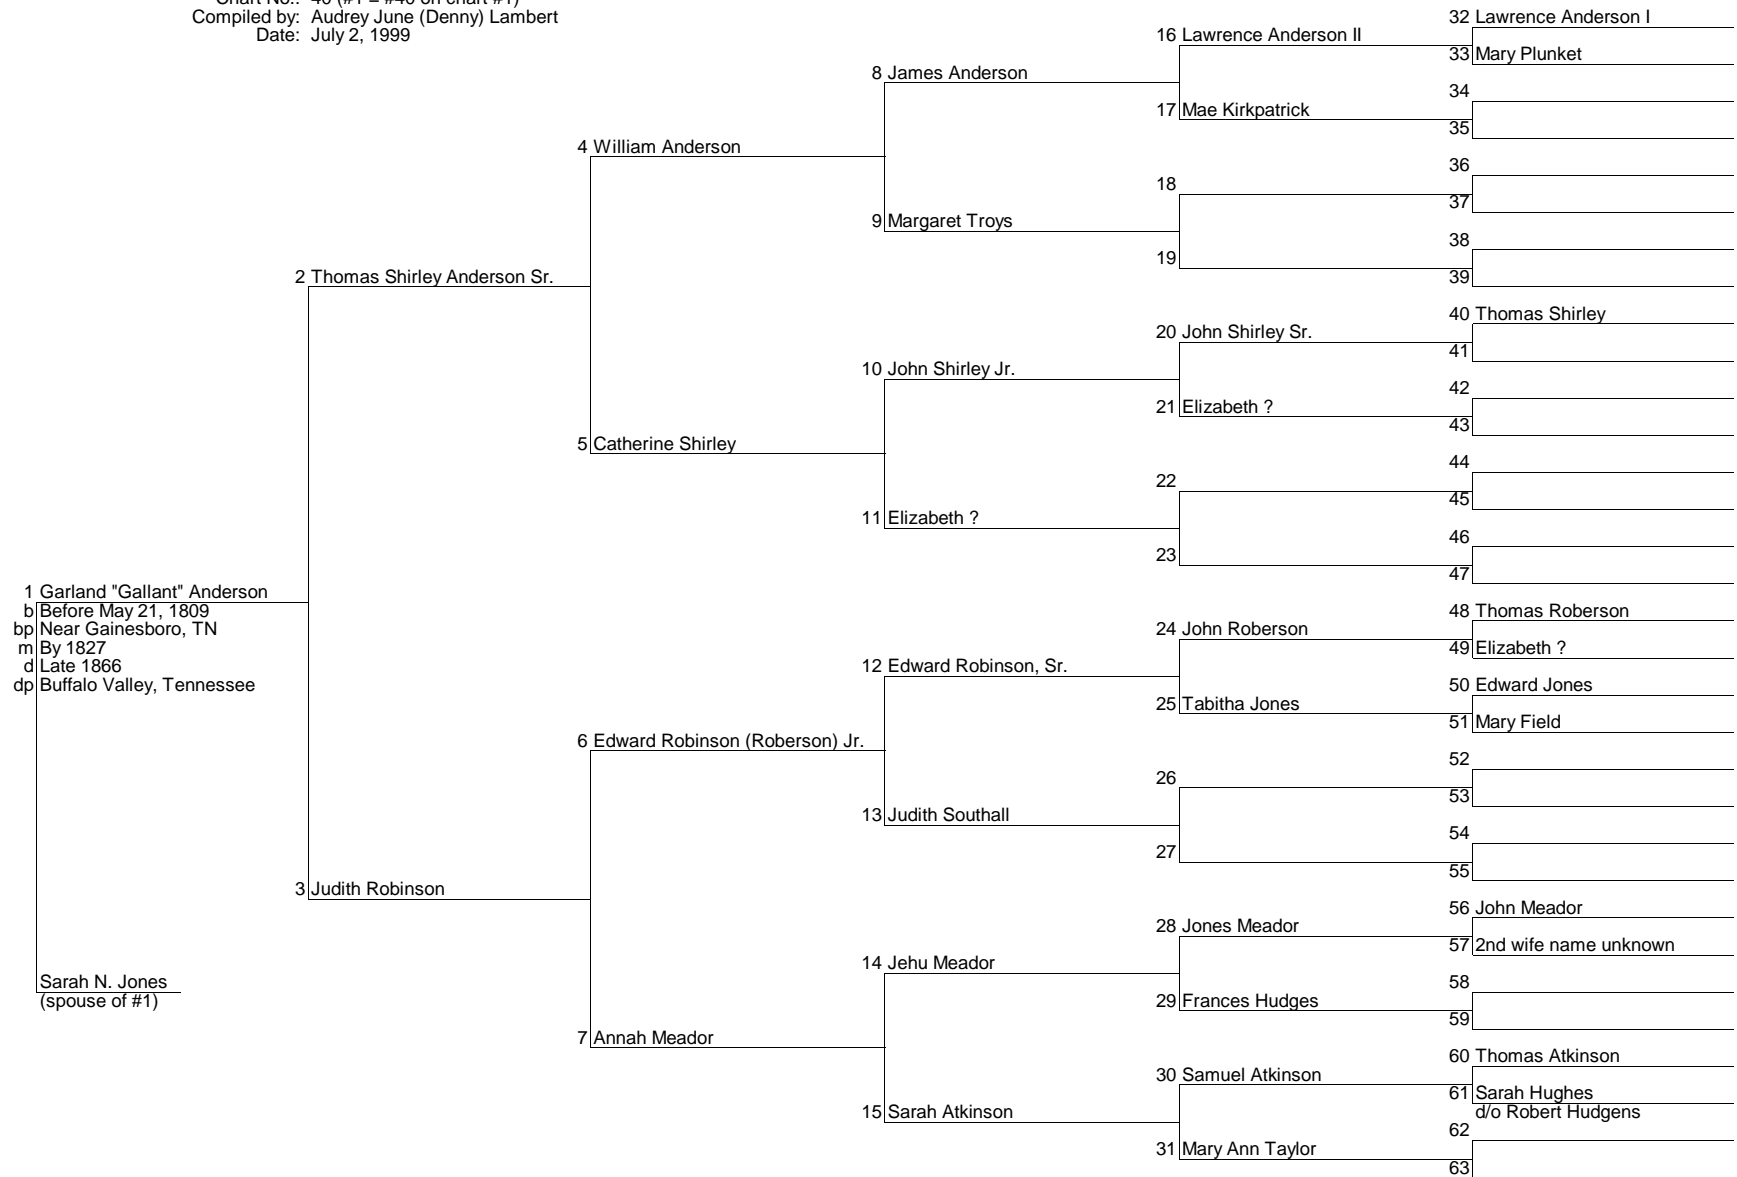 Chart No.: 40 (#1 = #40 on chart #1)
Compiled by: Audrey June (Denny) Lambert
Date: July 2, 1999
1 Garland "Gallant" Anderson
b Before May 21, 1809
bp Near Gainesboro, TN
m By 1827
d Late 1866
dp Buffalo Valley, Tennessee
Sarah N. Jones
(spouse of #1)
2 Thomas Shirley Anderson Sr.
3 Judith Robinson
4 William Anderson
5 Catherine Shirley
6 Edward Robinson (Roberson) Jr.
7 Annah Meador
8 James Anderson
9 Margaret Troys
10 John Shirley Jr.
11 Elizabeth ?
12 Edward Robinson, Sr.
13 Judith Southall
14 Jehu Meador
15 Sarah Atkinson
16 Lawrence Anderson II
17 Mae Kirkpatrick
18
19
20 John Shirley Sr.
21 Elizabeth ?
22
23
24 John Roberson
25 Tabitha Jones
26
27
28 Jones Meador
29 Frances Hudges
30 Samuel Atkinson
31 Mary Ann Taylor
32 Lawrence Anderson I
33 Mary Plunket
34
35
36
37
38
39
40 Thomas Shirley
41
42
43
44
45
46
47
48 Thomas Roberson
49 Elizabeth ?
50 Edward Jones
51 Mary Field
52
53
54
55
56 John Meador
57 2nd wife name unknown
58
59
60 Thomas Atkinson
61 Sarah Hughes
d/o Robert Hudgens
62
63